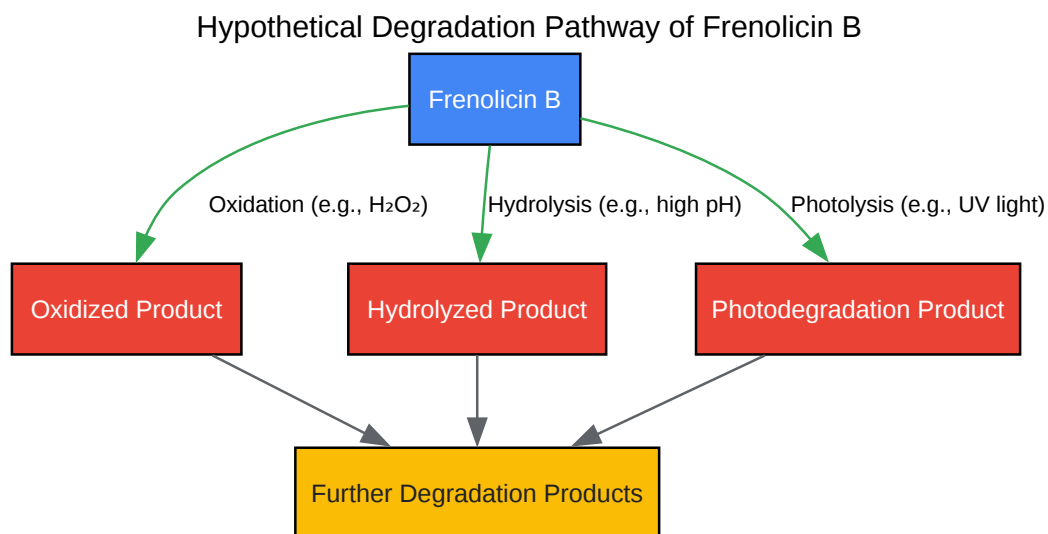 Hypothetical Degradation Pathway of Frenolicin B
Frenolicin B
Oxidation (e.g., H₂O₂)
Hydrolysis (e.g., high pH)
Photolysis (e.g., UV light)
Oxidized Product
Hydrolyzed Product
Photodegradation Product
Further Degradation Products